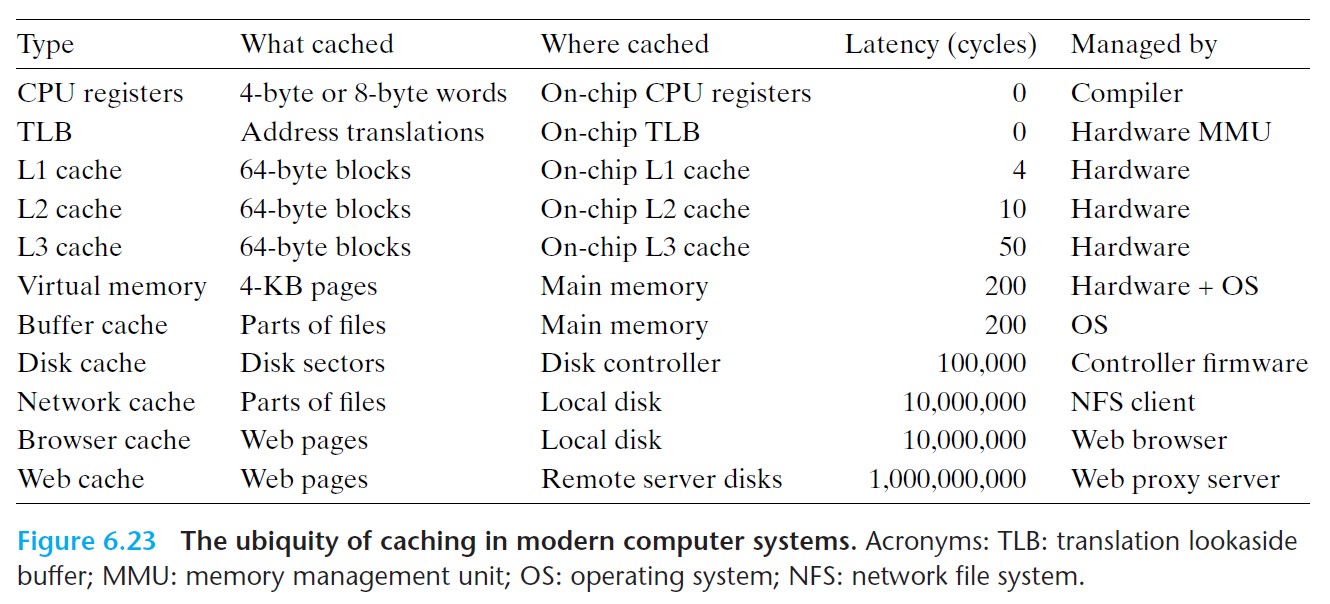 Type What cached Where cached Latency (cycles) Managed by
CPU registers 4-byte or 8-byte words On-chip CPU registers 0 Compiler
TLB Address translations On-chip TLB 0 Hardware MMU
L1 cache 64-byte blocks On-chip L1 cache 4 Hardware
L2 cache 64-byte blocks On-chip L2 cache 10 Hardware
L3 cache 64-byte blocks On-chip L3 cache 50 Hardware
Virtual memory 4-KB pages Main memory 200 Hardware + OS
Buffer cache Parts of files Main memory 200 OS
Disk cache Disk sectors Disk controller 100,000 Controller firmware
Network cache Parts of files Local disk 10,000,000 NFS client
Browser cache Web pages Local disk 10,000,000 Web browser
Web cache Web pages Remote server disks 1,000,000,000 Web proxy server
Figure 6.23 The ubiquity of caching in modern computer systems. Acronyms: TLB: translation lookaside
buffer; MMU: memory management unit; OS: operating system; NFS: network file system.